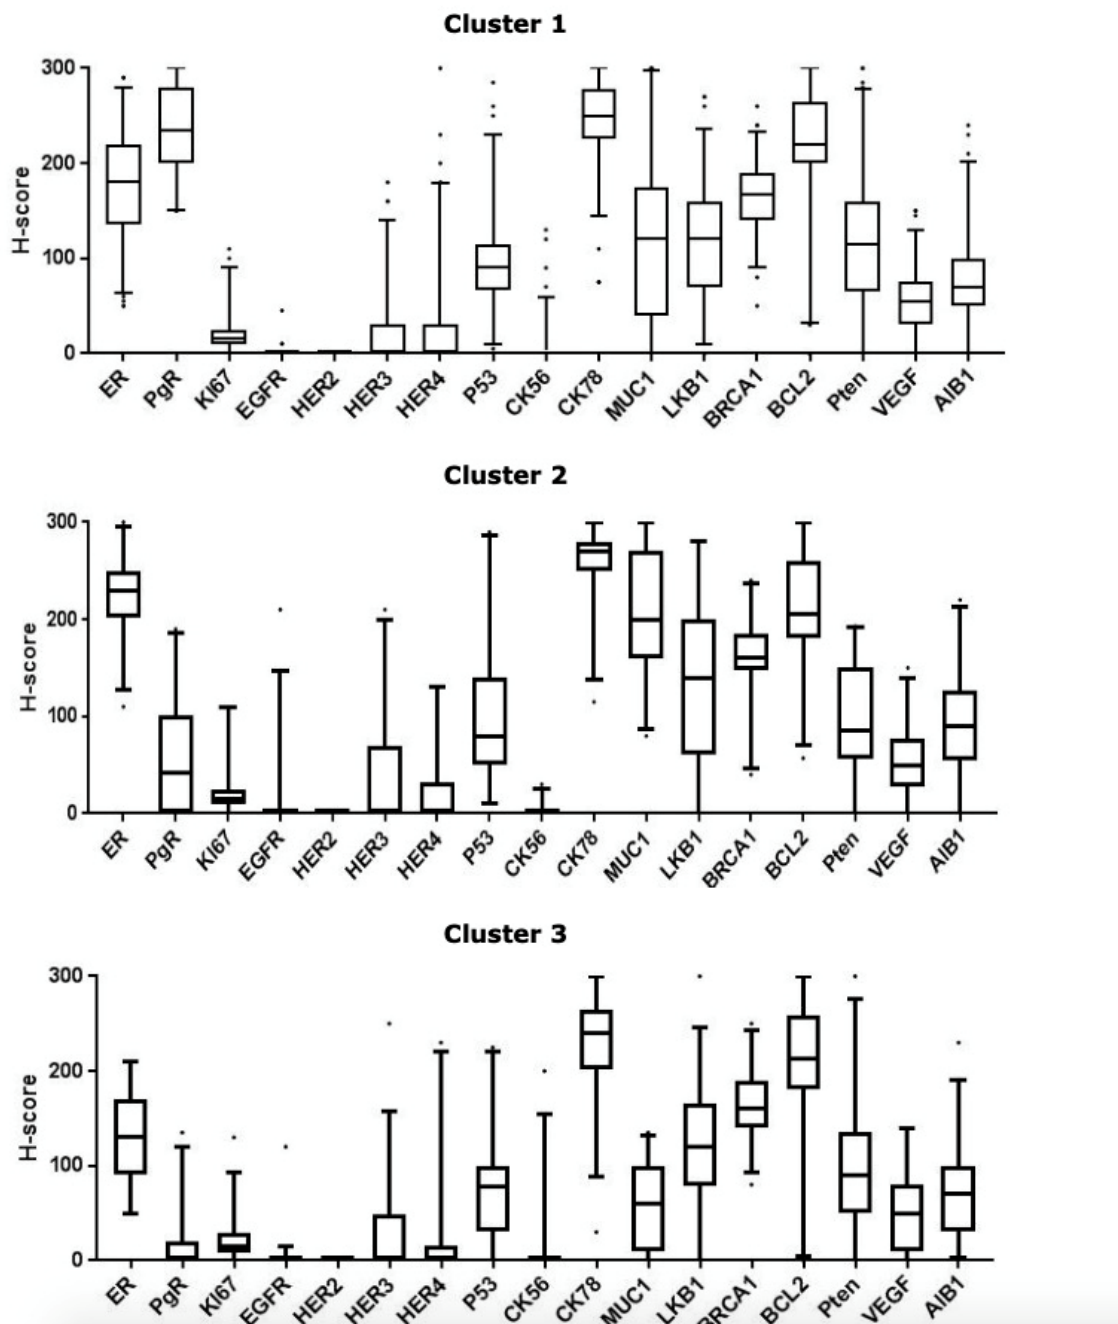 Cluster 1
300
200
100
0
H-score
ER PgR KI67 EGFR HER2 HER3 HER4 P53 CK56 CK78 MUC1 LKB1 BRCA1 BCL2 Pten VEGF AIB1
Cluster 2
300
200
100
0
H-score
ER PgR KI67 EGFR HER2 HER3 HER4 P53 CK56 CK78 MUC1 LKB1 BRCA1 BCL2 Pten VEGF AIB1
Cluster 3
300
200
100
0
H-score
ER PgR KI67 EGFR HER2 HER3 HER4 P53 CK56 CK78 MUC1 LKB1 BRCA1 BCL2 Pten VEGF AIB1